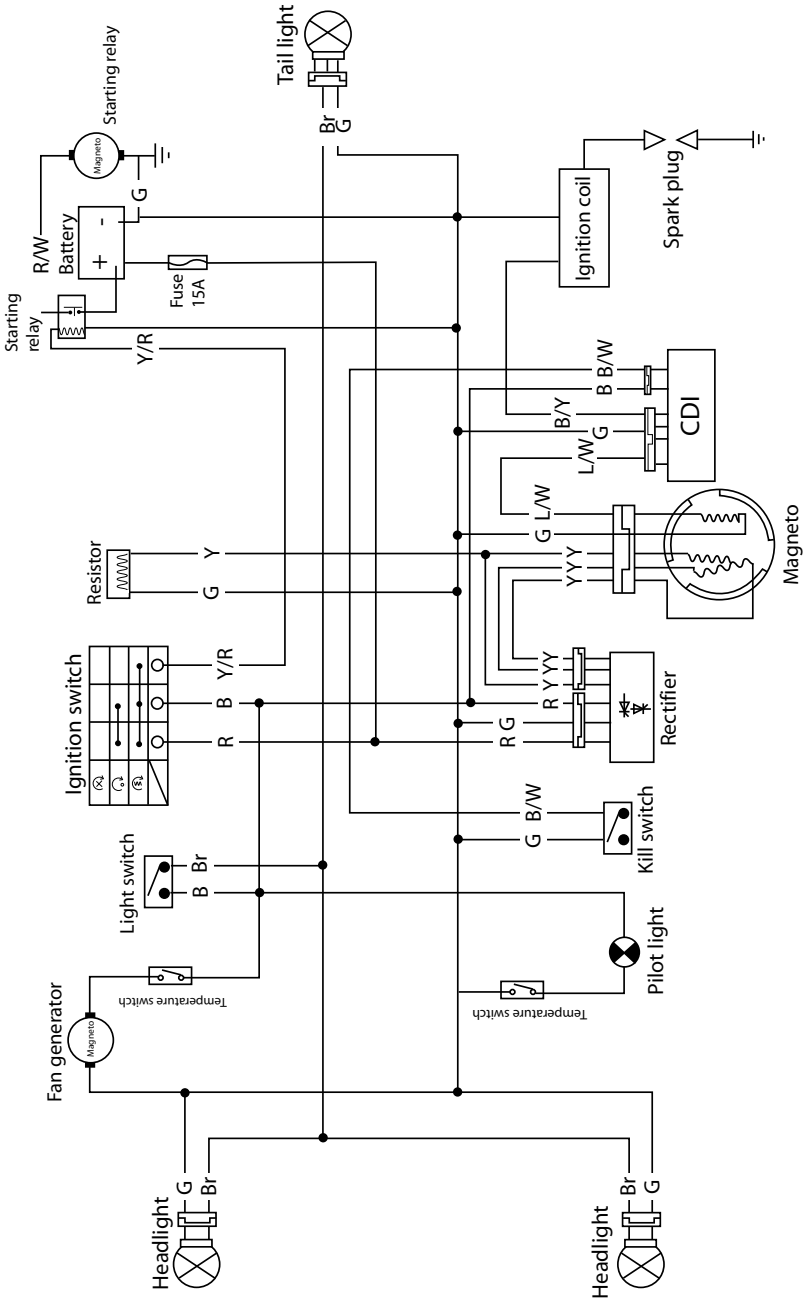 Starting relay
Magneto
Tail light
R/W
Battery
+
-
G
Br
G
Starting
relay
Fuse
15A
Y/R
Ignition coil
Spark plug
B/W
B
B/Y
G
L/W
CDI
Resistor
Y
G
L/W
G
Y
Y
Y
Magneto
Ignition switch
Y/R
B
R
Y
Y
Y
R
G
R
Rectifier
B/W
G
Kill switch
Light switch
Br
B
Temperature switch
Pilot light
Temperature switch
Fan generator
Magneto
G
Br
Headlight
Br
G
Headlight